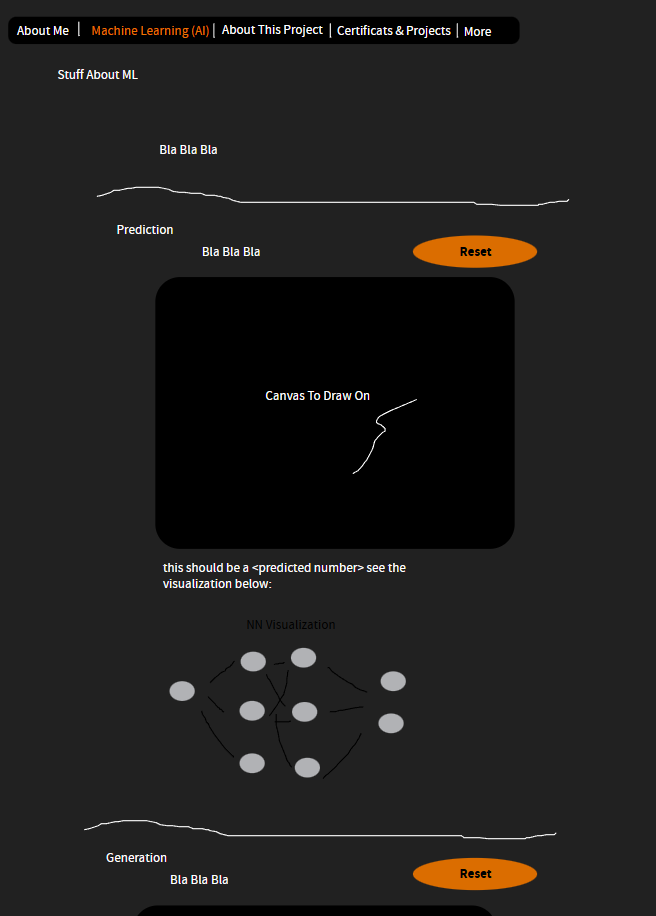 About Me | Machine Learning (AI) | About This Project | Certificats & Projects | More
Stuff About ML
Bla Bla Bla
Prediction
Bla Bla Bla
Reset
Canvas To Draw On
this should be a <predicted number> see the
visualization below:
NN Visualization
Generation
Bla Bla Bla
Reset